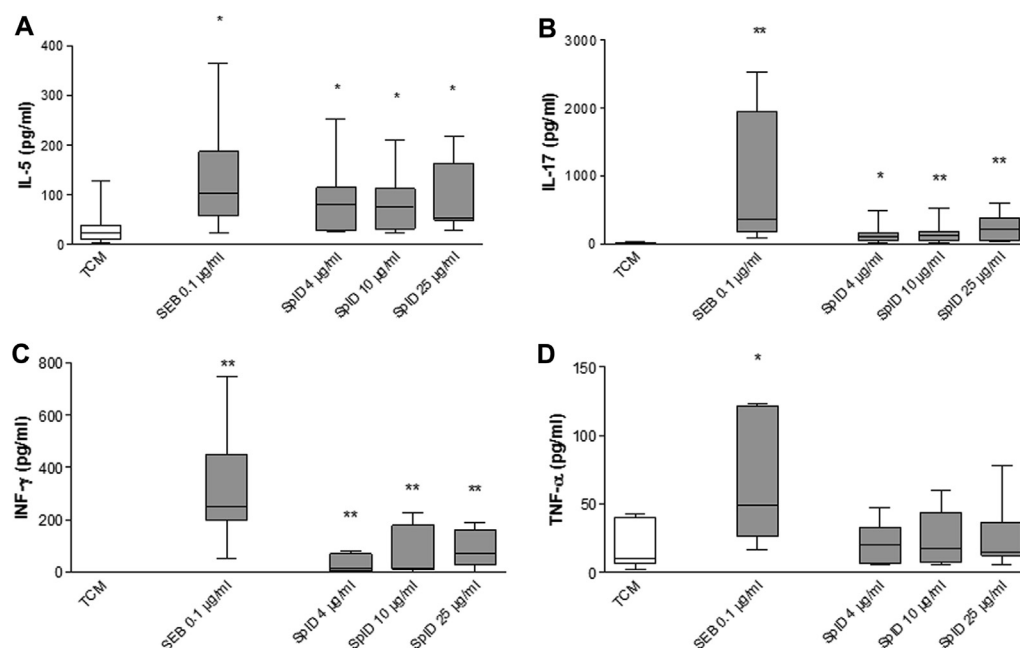 A
*
400
300
200
100
0
IL-5 (pg/ml)
*
*
*
TCM
SEB 0.1 µg/ml
SpID 4 µg/ml
SpID 10 µg/ml
SpID 25 µg/ml
B
3000
2000
1000
0
IL-17 (pg/ml)
**
*
**
**
TCM
SEB 0.1 µg/ml
SpID 4 µg/ml
SpID 10 µg/ml
SpID 25 µg/ml
C
800
600
400
200
0
INF-γ (pg/ml)
**
**
**
**
TCM
SEB 0.1 µg/ml
SpID 4 µg/ml
SpID 10 µg/ml
SpID 25 µg/ml
D
150
100
50
0
TNF-α (pg/ml)
*
TCM
SEB 0.1 µg/ml
SpID 4 µg/ml
SpID 10 µg/ml
SpID 25 µg/ml